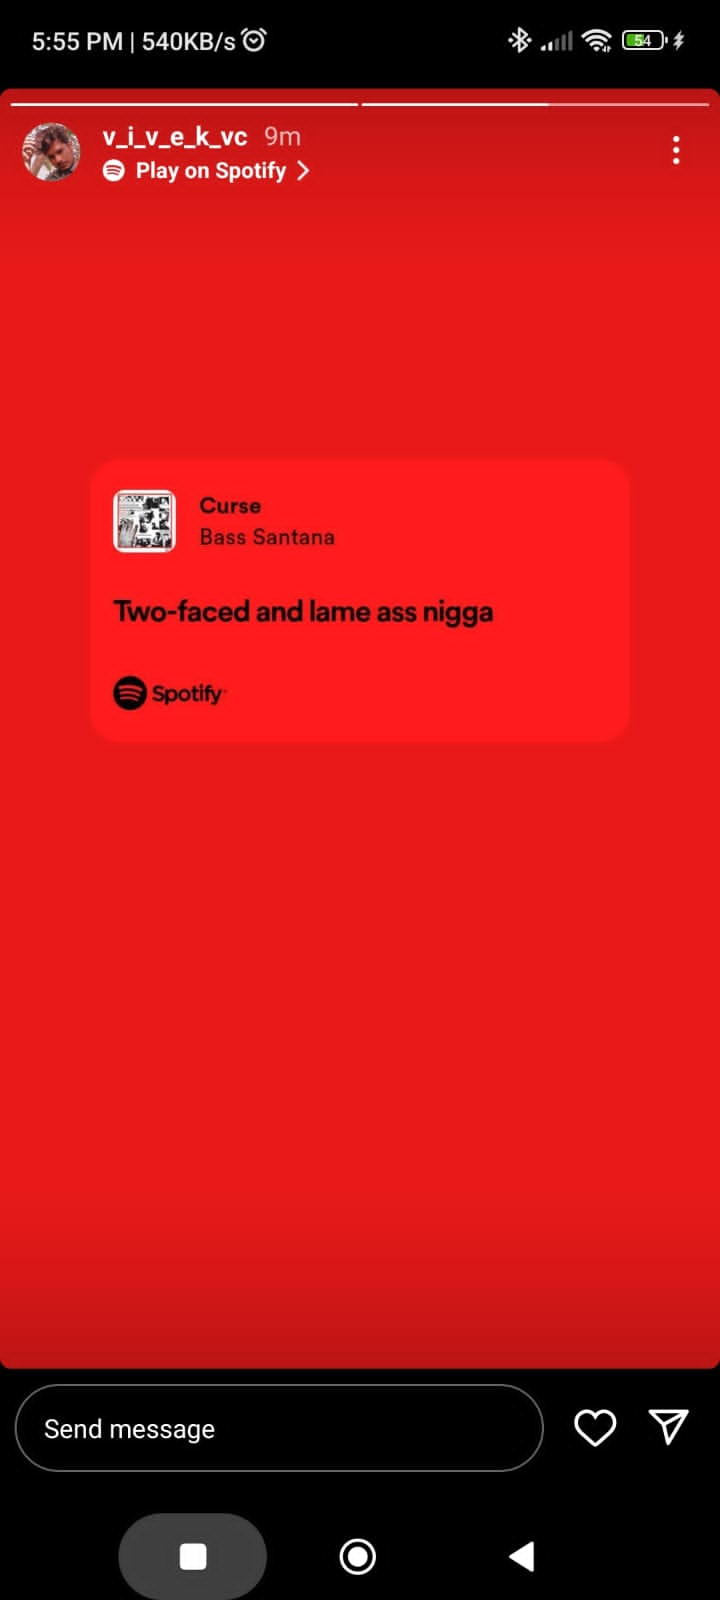 5:55 PM | 540KB/s
54
v_i_v_e_k_vc 9m
Play on Spotify
Curse
Bass Santana
Two-faced and lame ass nigga
Spotify
Send message